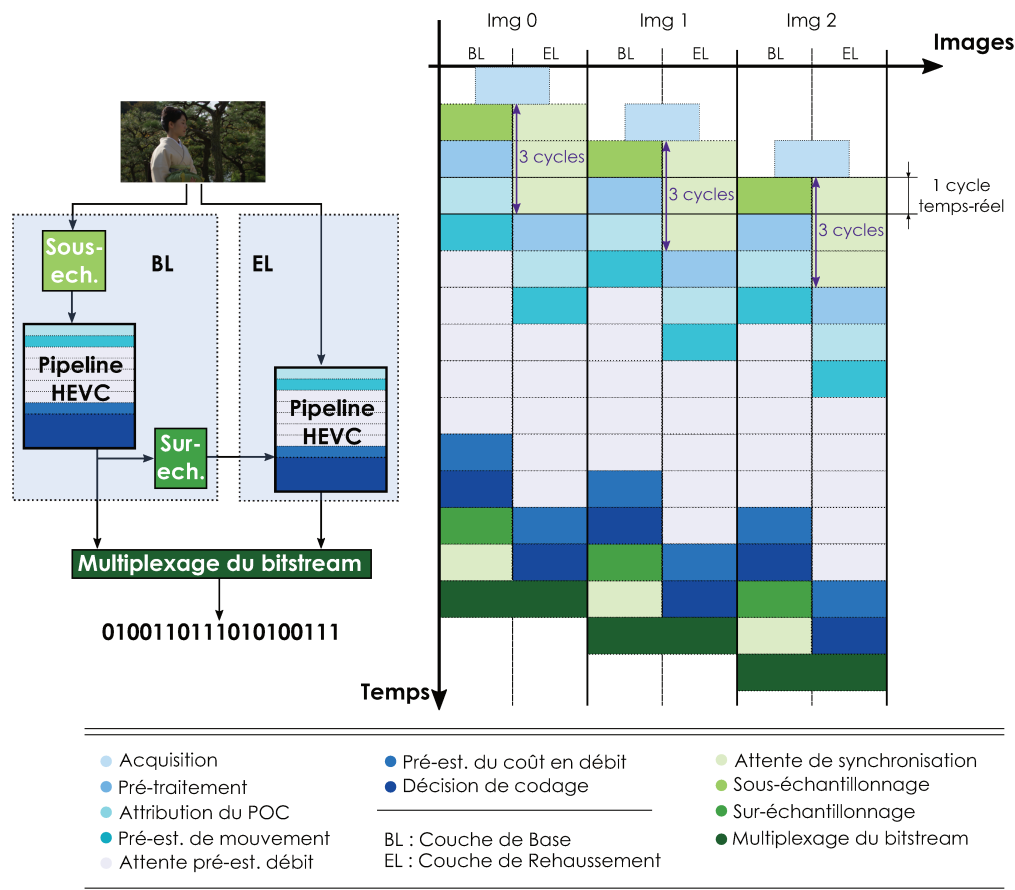 Img 0
Img 1
Img 2
BL
EL
BL
EL
BL
EL
Images
3 cycles
3 cycles
3 cycles
1 cycle
temps-réel
Sous-
ech.
BL
EL
Pipeline
HEVC
Pipeline
HEVC
Sur-
ech.
Multiplexage du bitstream
0100110111010100111
Temps
Acquisition
Pré-traitement
Attribution du POC
Pré-est. de mouvement
Attente pré-est. débit
Pré-est. du coût en débit
Décision de codage
BL : Couche de Base
EL : Couche de Rehaussement
Attente de synchronisation
Sous-échantillonnage
Sur-échantillonnage
Multiplexage du bitstream